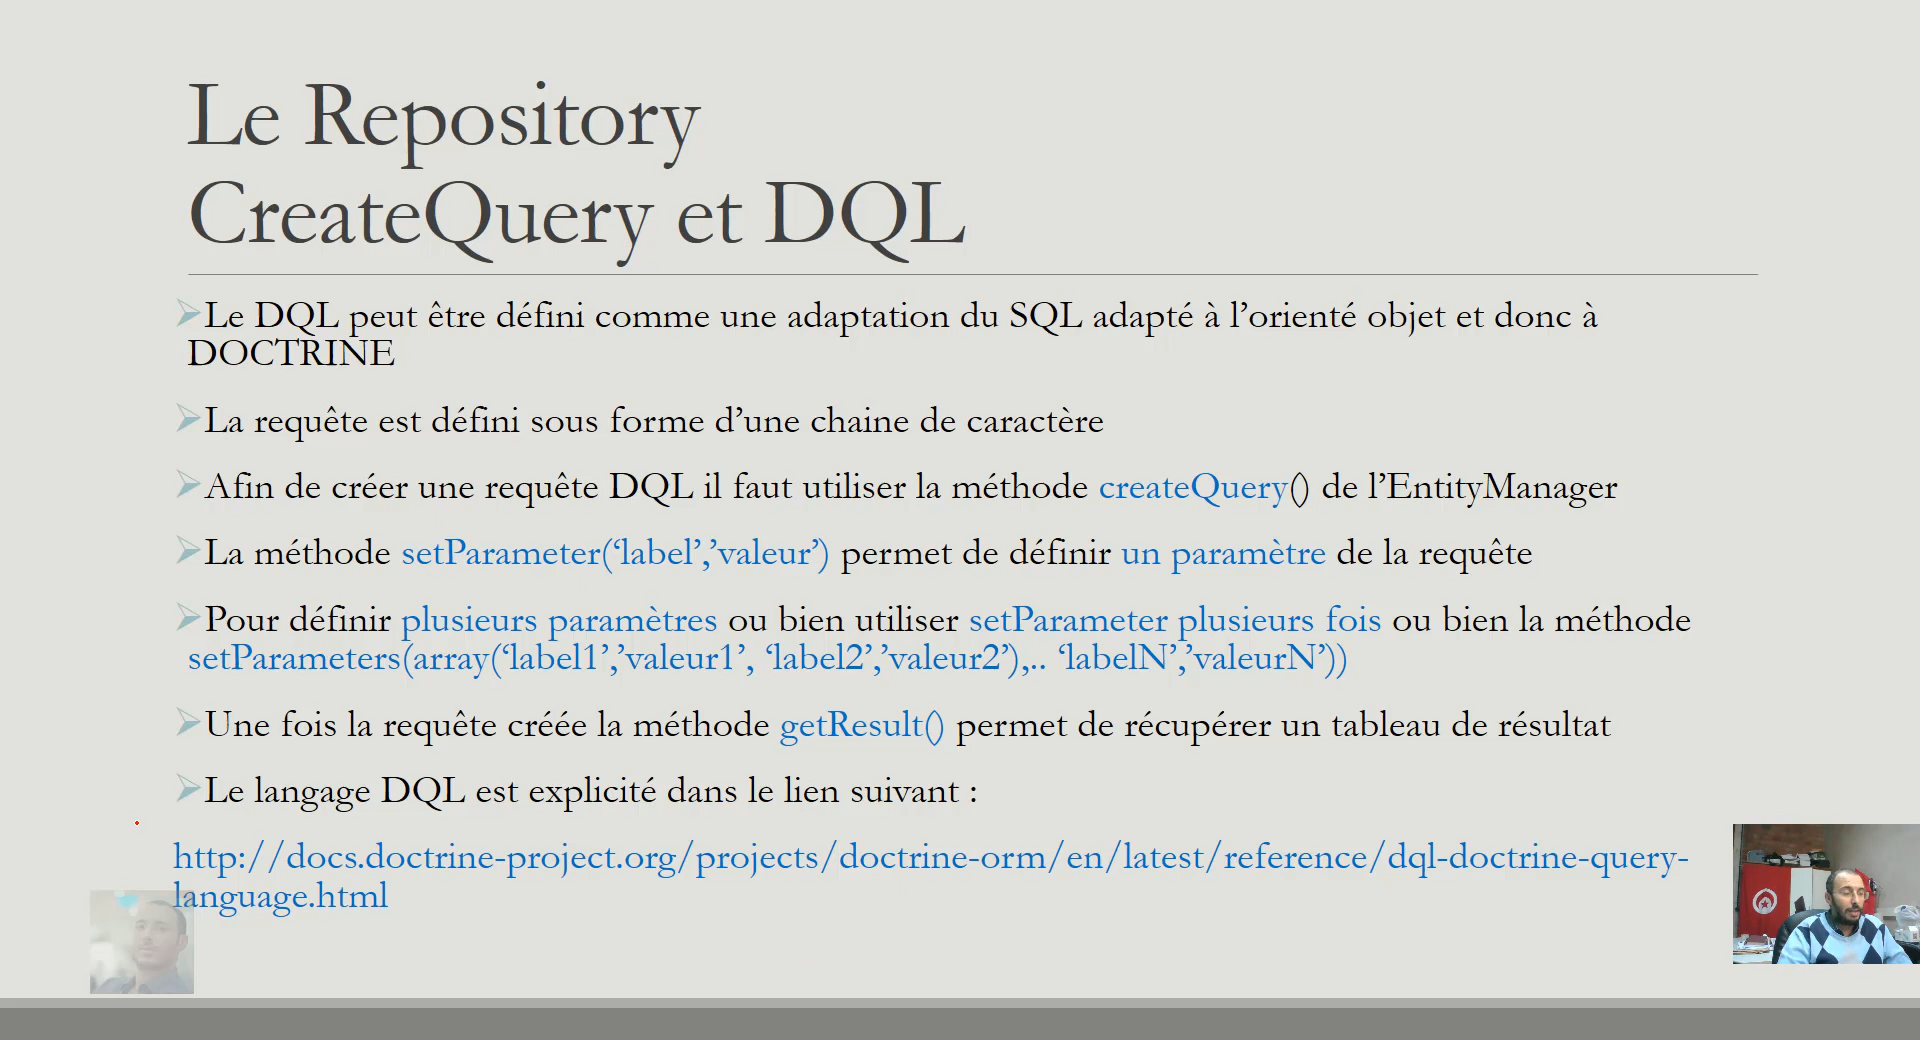 Le Repository
CreateQuery et DQL
➢Le DQL peut être défini comme une adaptation du SQL adapté à l’orienté objet et donc à
DOCTRINE
➢La requête est défini sous forme d’une chaine de caractère
➢Afin de créer une requête DQL il faut utiliser la méthode createQuery() de l’EntityManager
➢La méthode setParameter(‘label’,’valeur’) permet de définir un paramètre de la requête
➢Pour définir plusieurs paramètres ou bien utiliser setParameter plusieurs fois ou bien la méthode
setParameters(array(‘label1’,’valeur1’, ‘label2’,’valeur2’),.. ‘labelN’,’valeurN’))
➢Une fois la requête créée la méthode getResult() permet de récupérer un tableau de résultat
➢Le langage DQL est explicité dans le lien suivant :
http://docs.doctrine-project.org/projects/doctrine-orm/en/latest/reference/dql-doctrine-query-
language.html